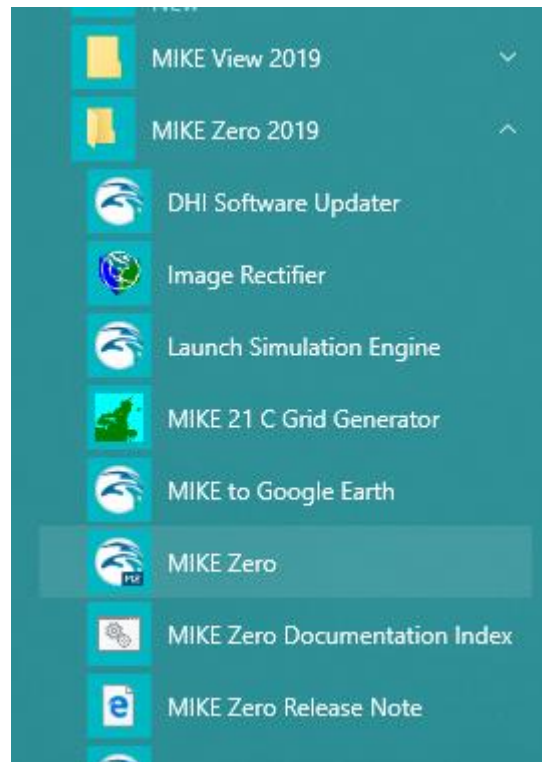 New
MIKE View 2019
MIKE Zero 2019
DHI Software Updater
Image Rectifier
Launch Simulation Engine
MIKE 21 C Grid Generator
MIKE to Google Earth
MIKE Zero
MIKE Zero Documentation Index
MIKE Zero Release Note